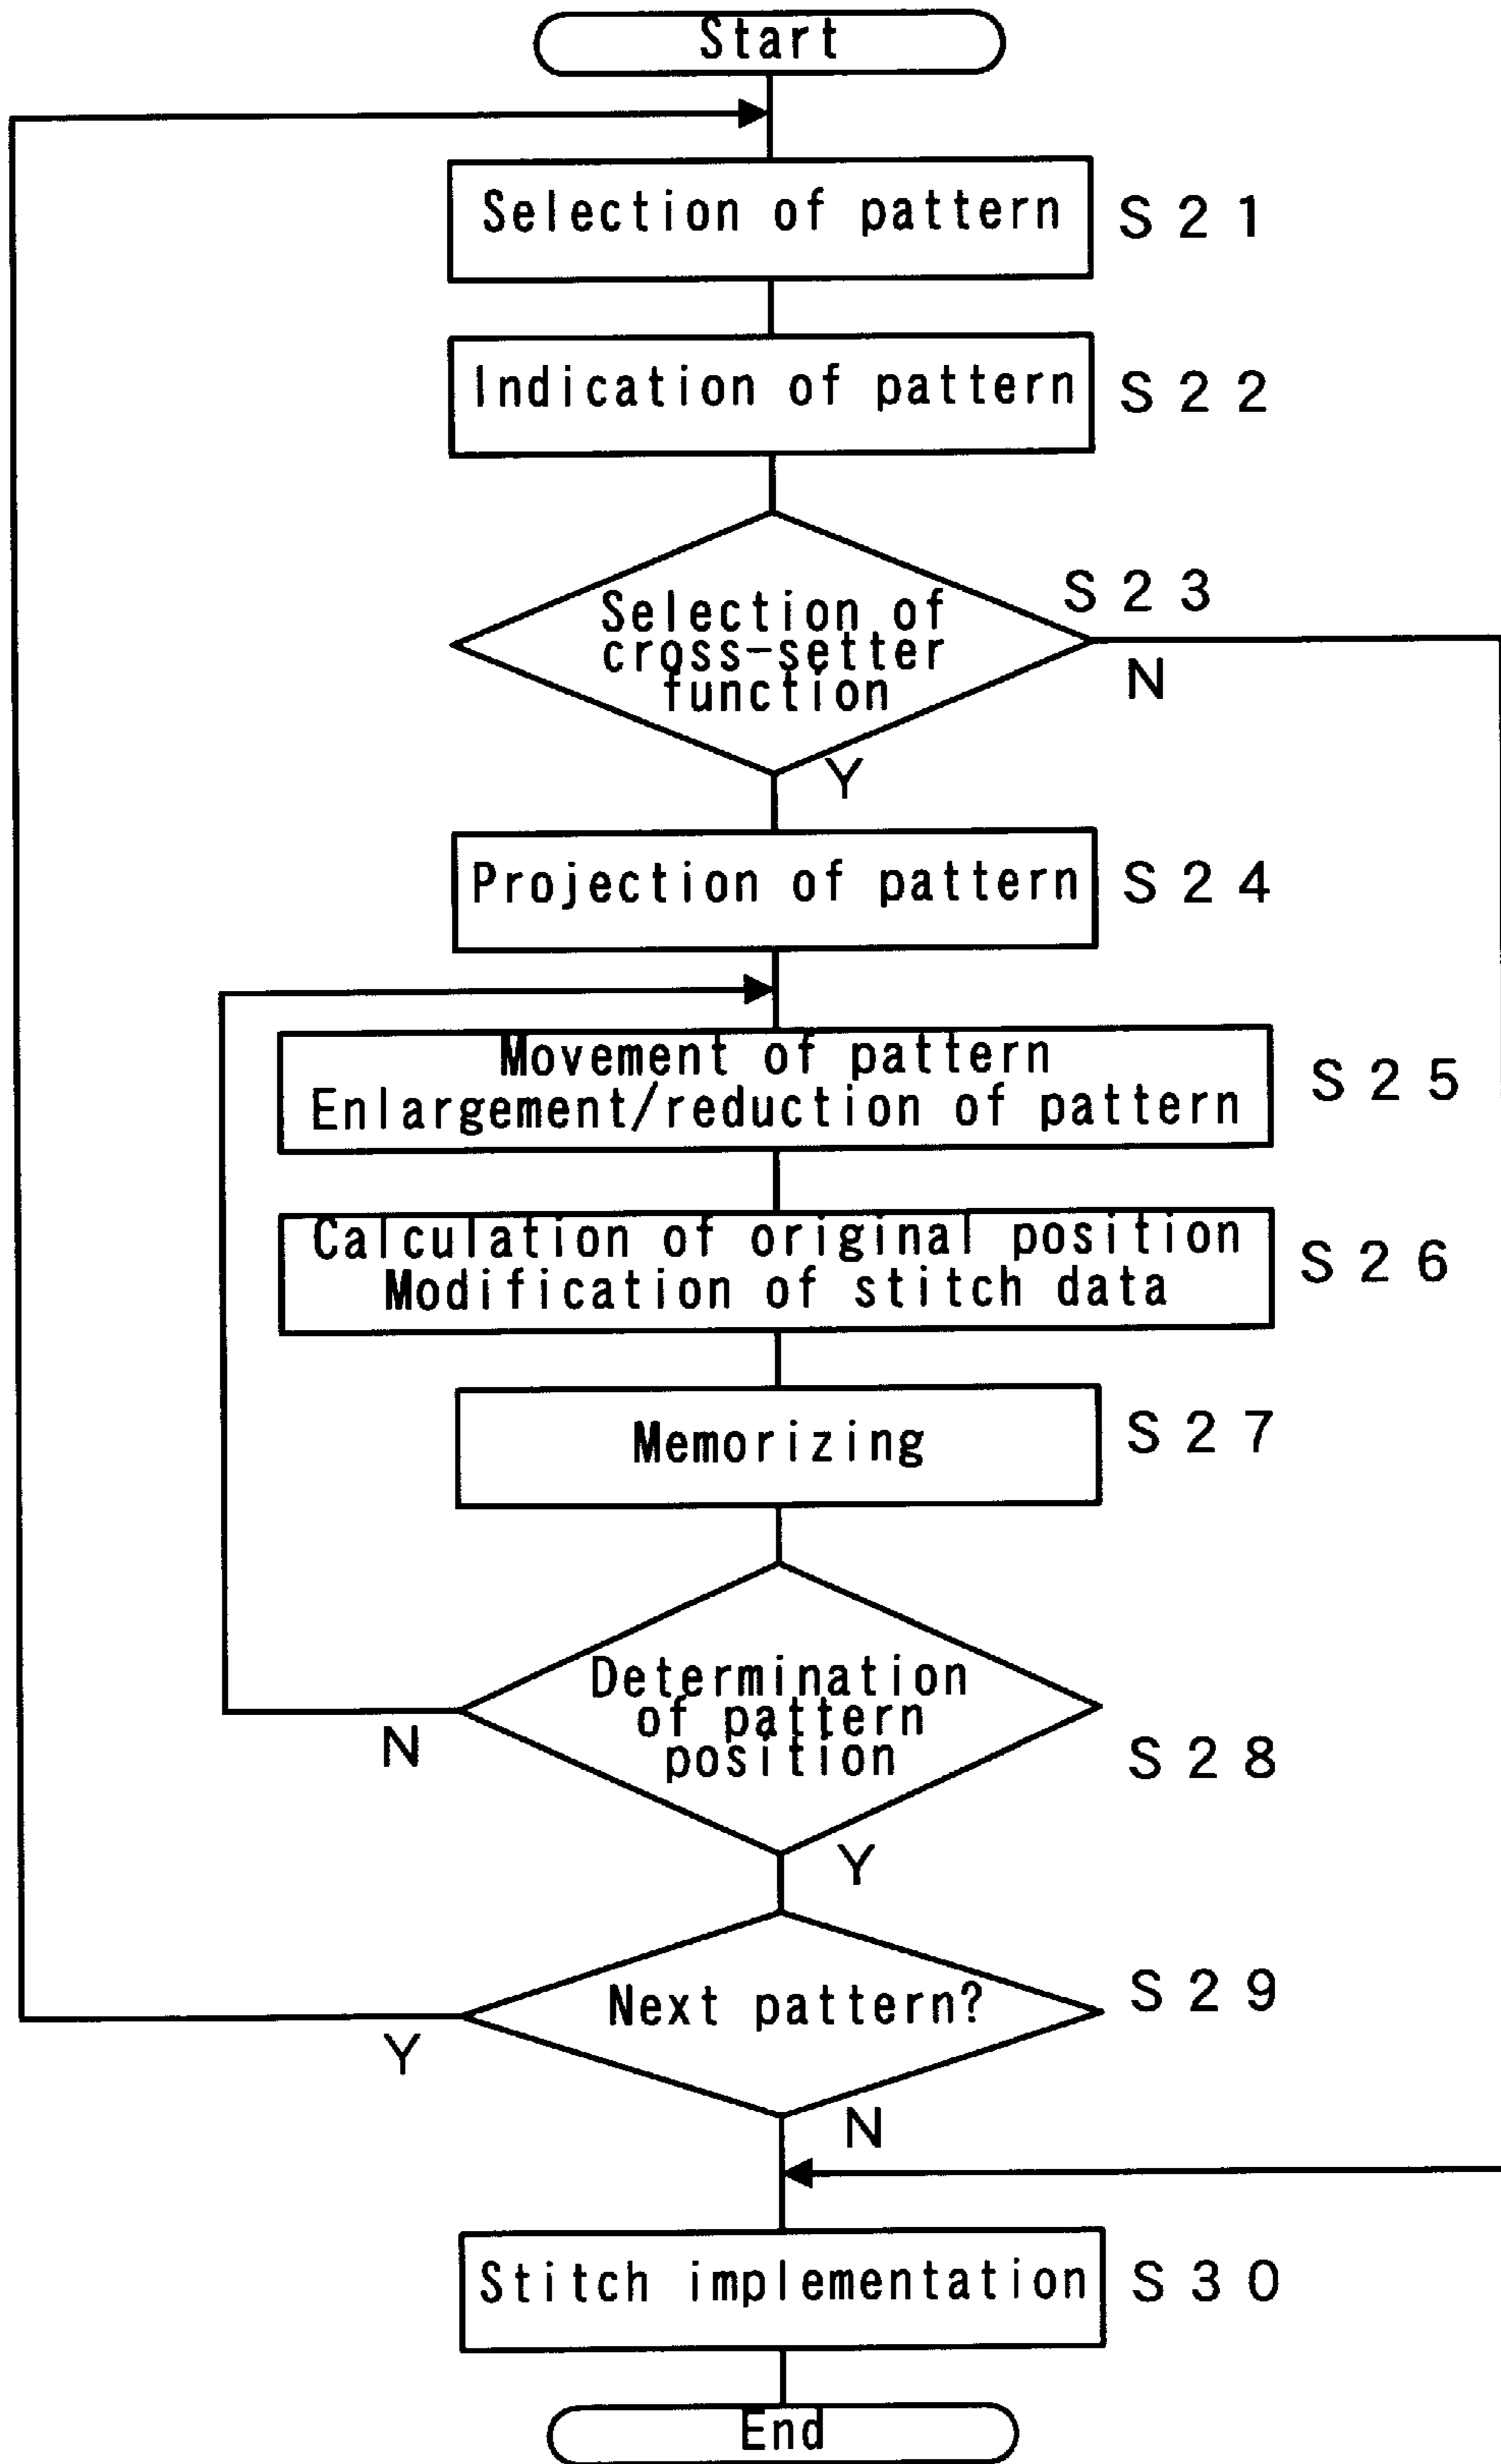 Start
Selection of pattern
S21
Indication of pattern
S22
Selection of
cross-setter
function
S23
N
Y
Projection of pattern
S24
Movement of pattern
Enlargement/reduction of pattern
S25
Calculation of original position
Modification of stitch data
S26
Memorizing
S27
Determination
of pattern
position
N
S28
Y
Next pattern?
S29
Y
N
Stitch implementation
S30
End